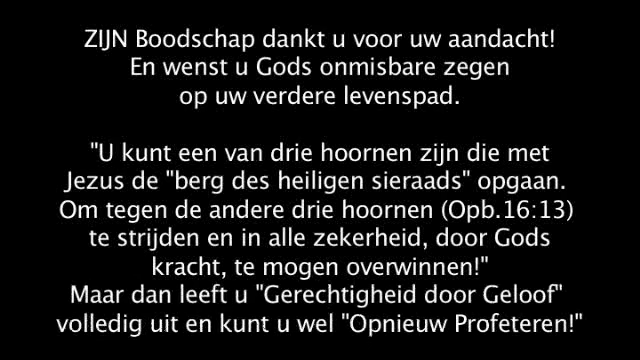 ZIJN Boodschap dankt u voor uw aandacht!
En wenst u Gods onmisbare zegen
op uw verdere levenspad.
"U kunt een van drie hoornen zijn die met
Jezus de "berg des heiligen sieraads" opgaan.
Om tegen de andere drie hoornen (Opb.16:13)
te strijden en in alle zekerheid, door Gods
kracht, te mogen overwinnen!"
Maar dan leeft u "Gerechtigheid door Geloof"
volledig uit en kunt u wel "Opnieuw Profeteren!"